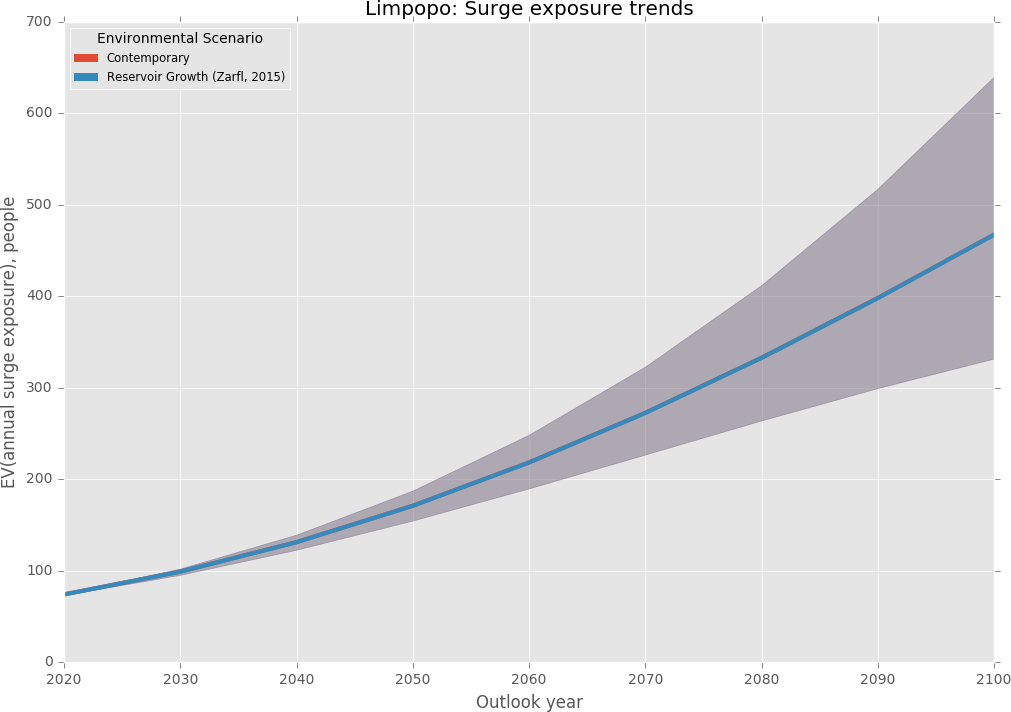 Limpopo: Surge exposure trends
Environmental Scenario
Contemporary
Reservoir Growth (Zarfl, 2015)
EV(annual surge exposure), people
700
600
500
400
300
200
100
0
2020 2030 2040 2050 2060 2070 2080 2090 2100
Outlook year